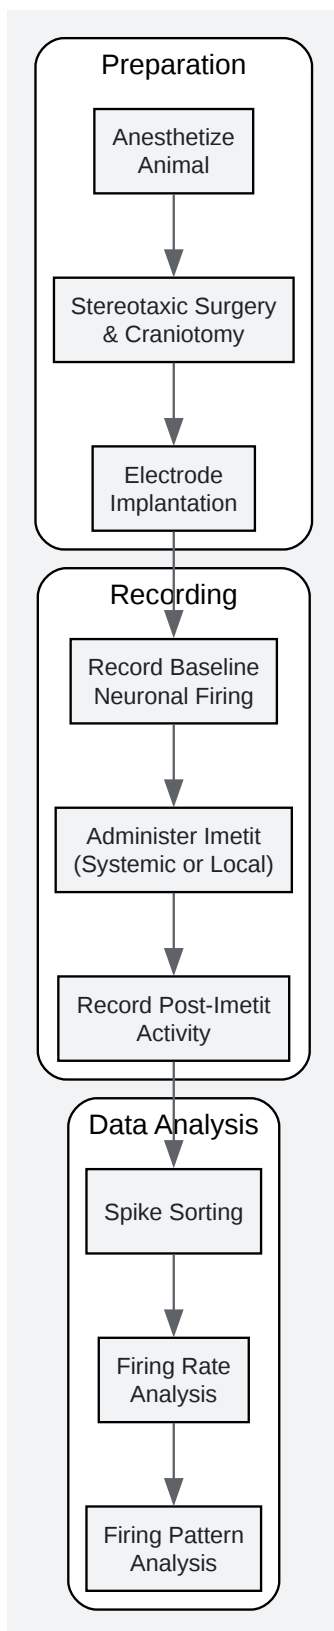 Preparation
Anesthetize
Animal
Stereotaxic Surgery
& Craniotomy
Electrode
Implantation
Recording
Record Baseline
Neuronal Firing
Administer Imetit
(Systemic or Local)
Record Post-Imetit
Activity
Data Analysis
Spike Sorting
Firing Rate
Analysis
Firing Pattern
Analysis